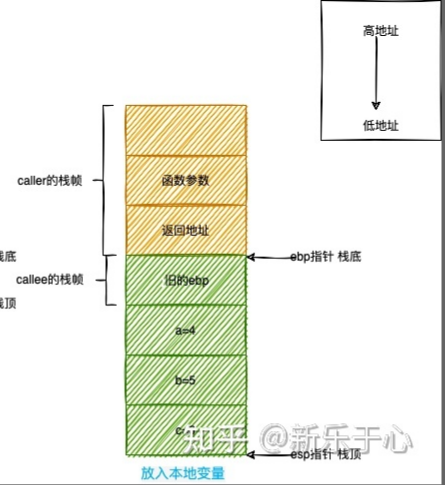 高地址
低地址
caller的栈帧
函数参数
返回地址
栈底
ebp指针 栈底
callee的栈帧
旧的ebp
栈顶
a=4
b=5
知乎 @新乐于心
esp指针 栈顶
放入本地变量